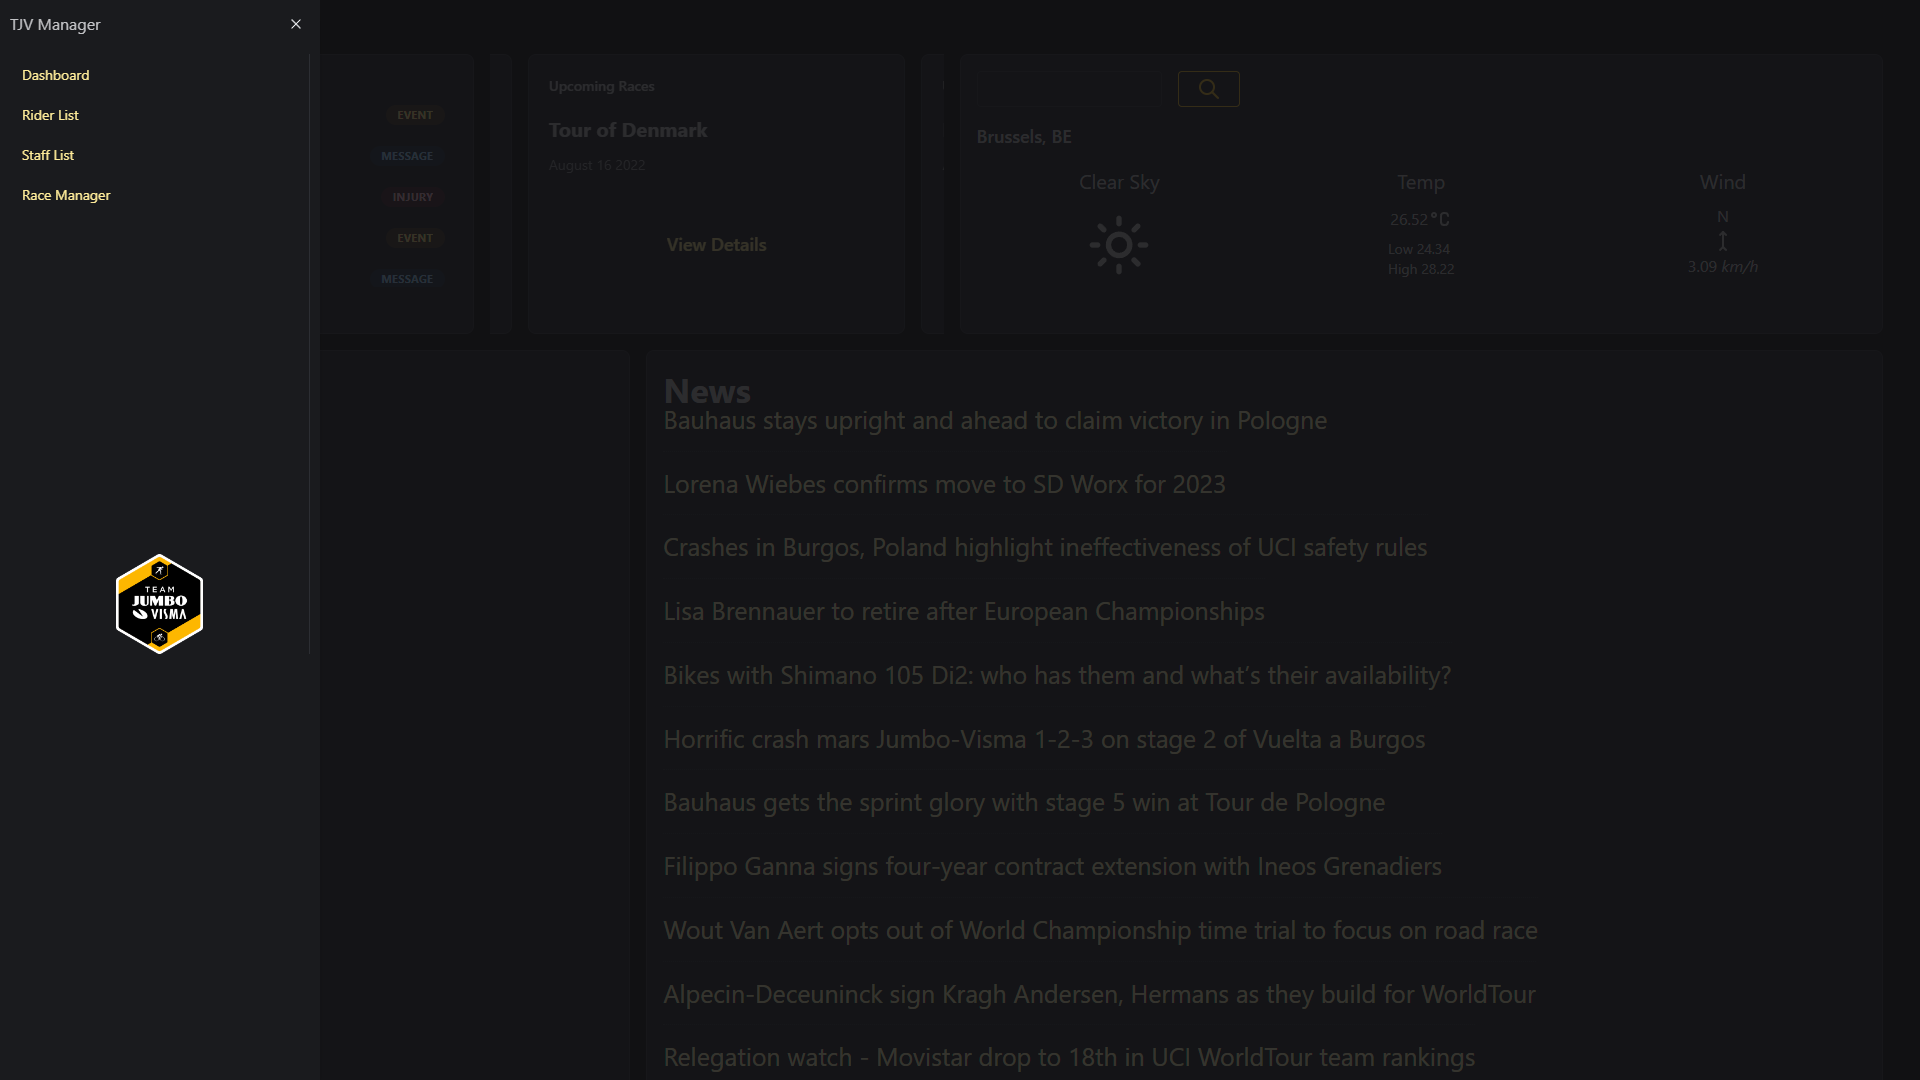 TJV Manager
Dashboard
Rider List
Staff List
Race Manager
TEAM
JUMBO
VISMA
EVENT
MESSAGE
INJURY
EVENT
MESSAGE
Upcoming Races
Tour of Denmark
August 16 2022
View Details
Brussels, BE
Clear Sky
Temp
26.52°C
Low 24.34
High 28.22
Wind
N
3.09 km/h
News
Bauhaus stays upright and ahead to claim victory in Pologne
Lorena Wiebes confirms move to SD Worx for 2023
Crashes in Burgos, Poland highlight ineffectiveness of UCI safety rules
Lisa Brennauer to retire after European Championships
Bikes with Shimano 105 Di2: who has them and what’s their availability?
Horrific crash mars Jumbo-Visma 1-2-3 on stage 2 of Vuelta a Burgos
Bauhaus gets the sprint glory with stage 5 win at Tour de Pologne
Filippo Ganna signs four-year contract extension with Ineos Grenadiers
Wout Van Aert opts out of World Championship time trial to focus on road race
Alpecin-Deceuninck sign Kragh Andersen, Hermans as they build for WorldTour
Relegation watch - Movistar drop to 18th in UCI WorldTour team rankings